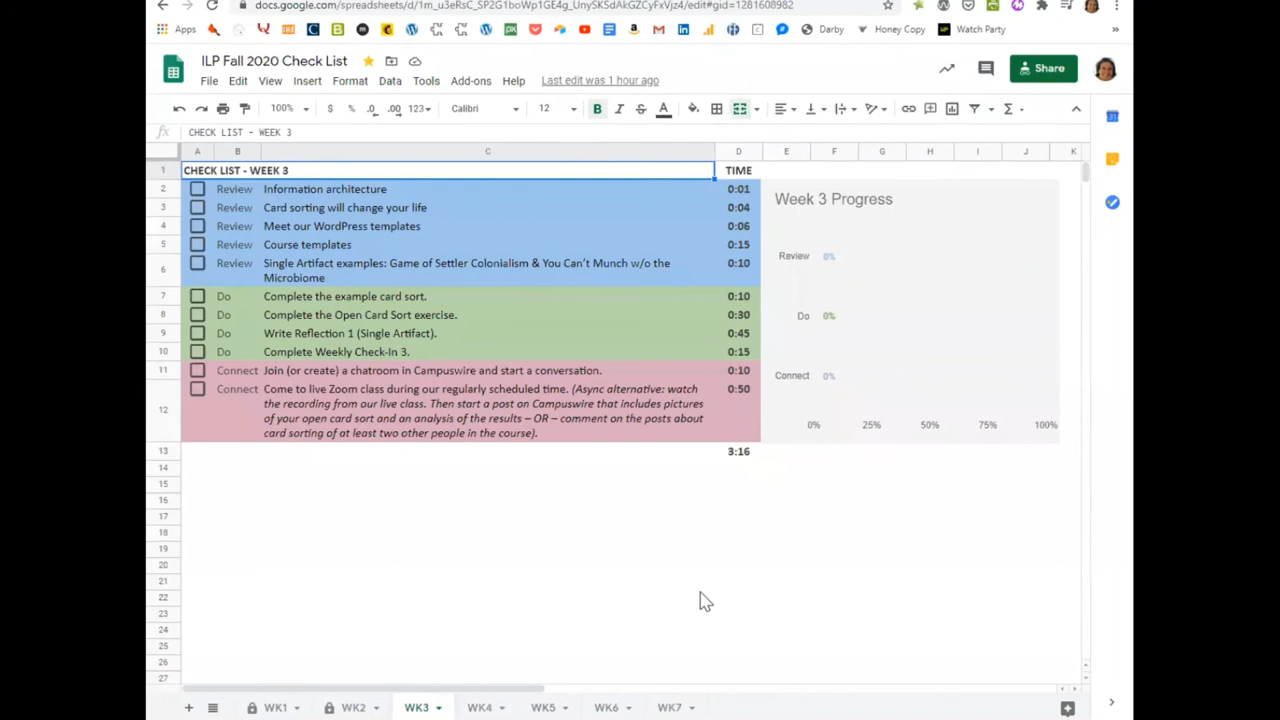 docs.google.com/spreadsheets/d/1m_u3eRsC_SP2G1boWp1GE4g_UnySKSdAkGZCyFxVjz4/edit#gid=1281608982
Apps
Darby
Honey Copy
Watch Party
ILP Fall 2020 Check List
File Edit View Insert Format Data Tools Add-ons Help Last edit was 1 hour ago
Share
100% $ % .0 .00 123 Calibri 12 B I S A
fx CHECK LIST - WEEK 3
A B C D E F G H I J K
1 CHECK LIST - WEEK 3 TIME
2 Review Information architecture 0:01
3 Review Card sorting will change your life 0:04
4 Review Meet our WordPress templates 0:06
5 Review Course templates 0:15
6 Review Single Artifact examples: Game of Settler Colonialism & You Can't Munch w/o the 0:10
Microbiome
7 Do Complete the example card sort. 0:10
8 Do Complete the Open Card Sort exercise. 0:30
9 Do Write Reflection 1 (Single Artifact). 0:45
10 Do Complete Weekly Check-In 3. 0:15
11 Connect Join (or create) a chatroom in Campuswire and start a conversation. 0:10
12 Connect Come to live Zoom class during our regularly scheduled time. (Async alternative: watch 0:50
the recording from our live class. Then start a post on Campuswire that includes pictures
of your open card sort and an analysis of the results – OR – comment on the posts about
card sorting of at least two other people in the course).
13 3:16
14
15
16
17
18
19
20
21
22
23
24
25
26
27
Week 3 Progress
Review 0%
Do 0%
Connect 0%
0% 25% 50% 75% 100%
WK1 WK2 WK3 WK4 WK5 WK6 WK7